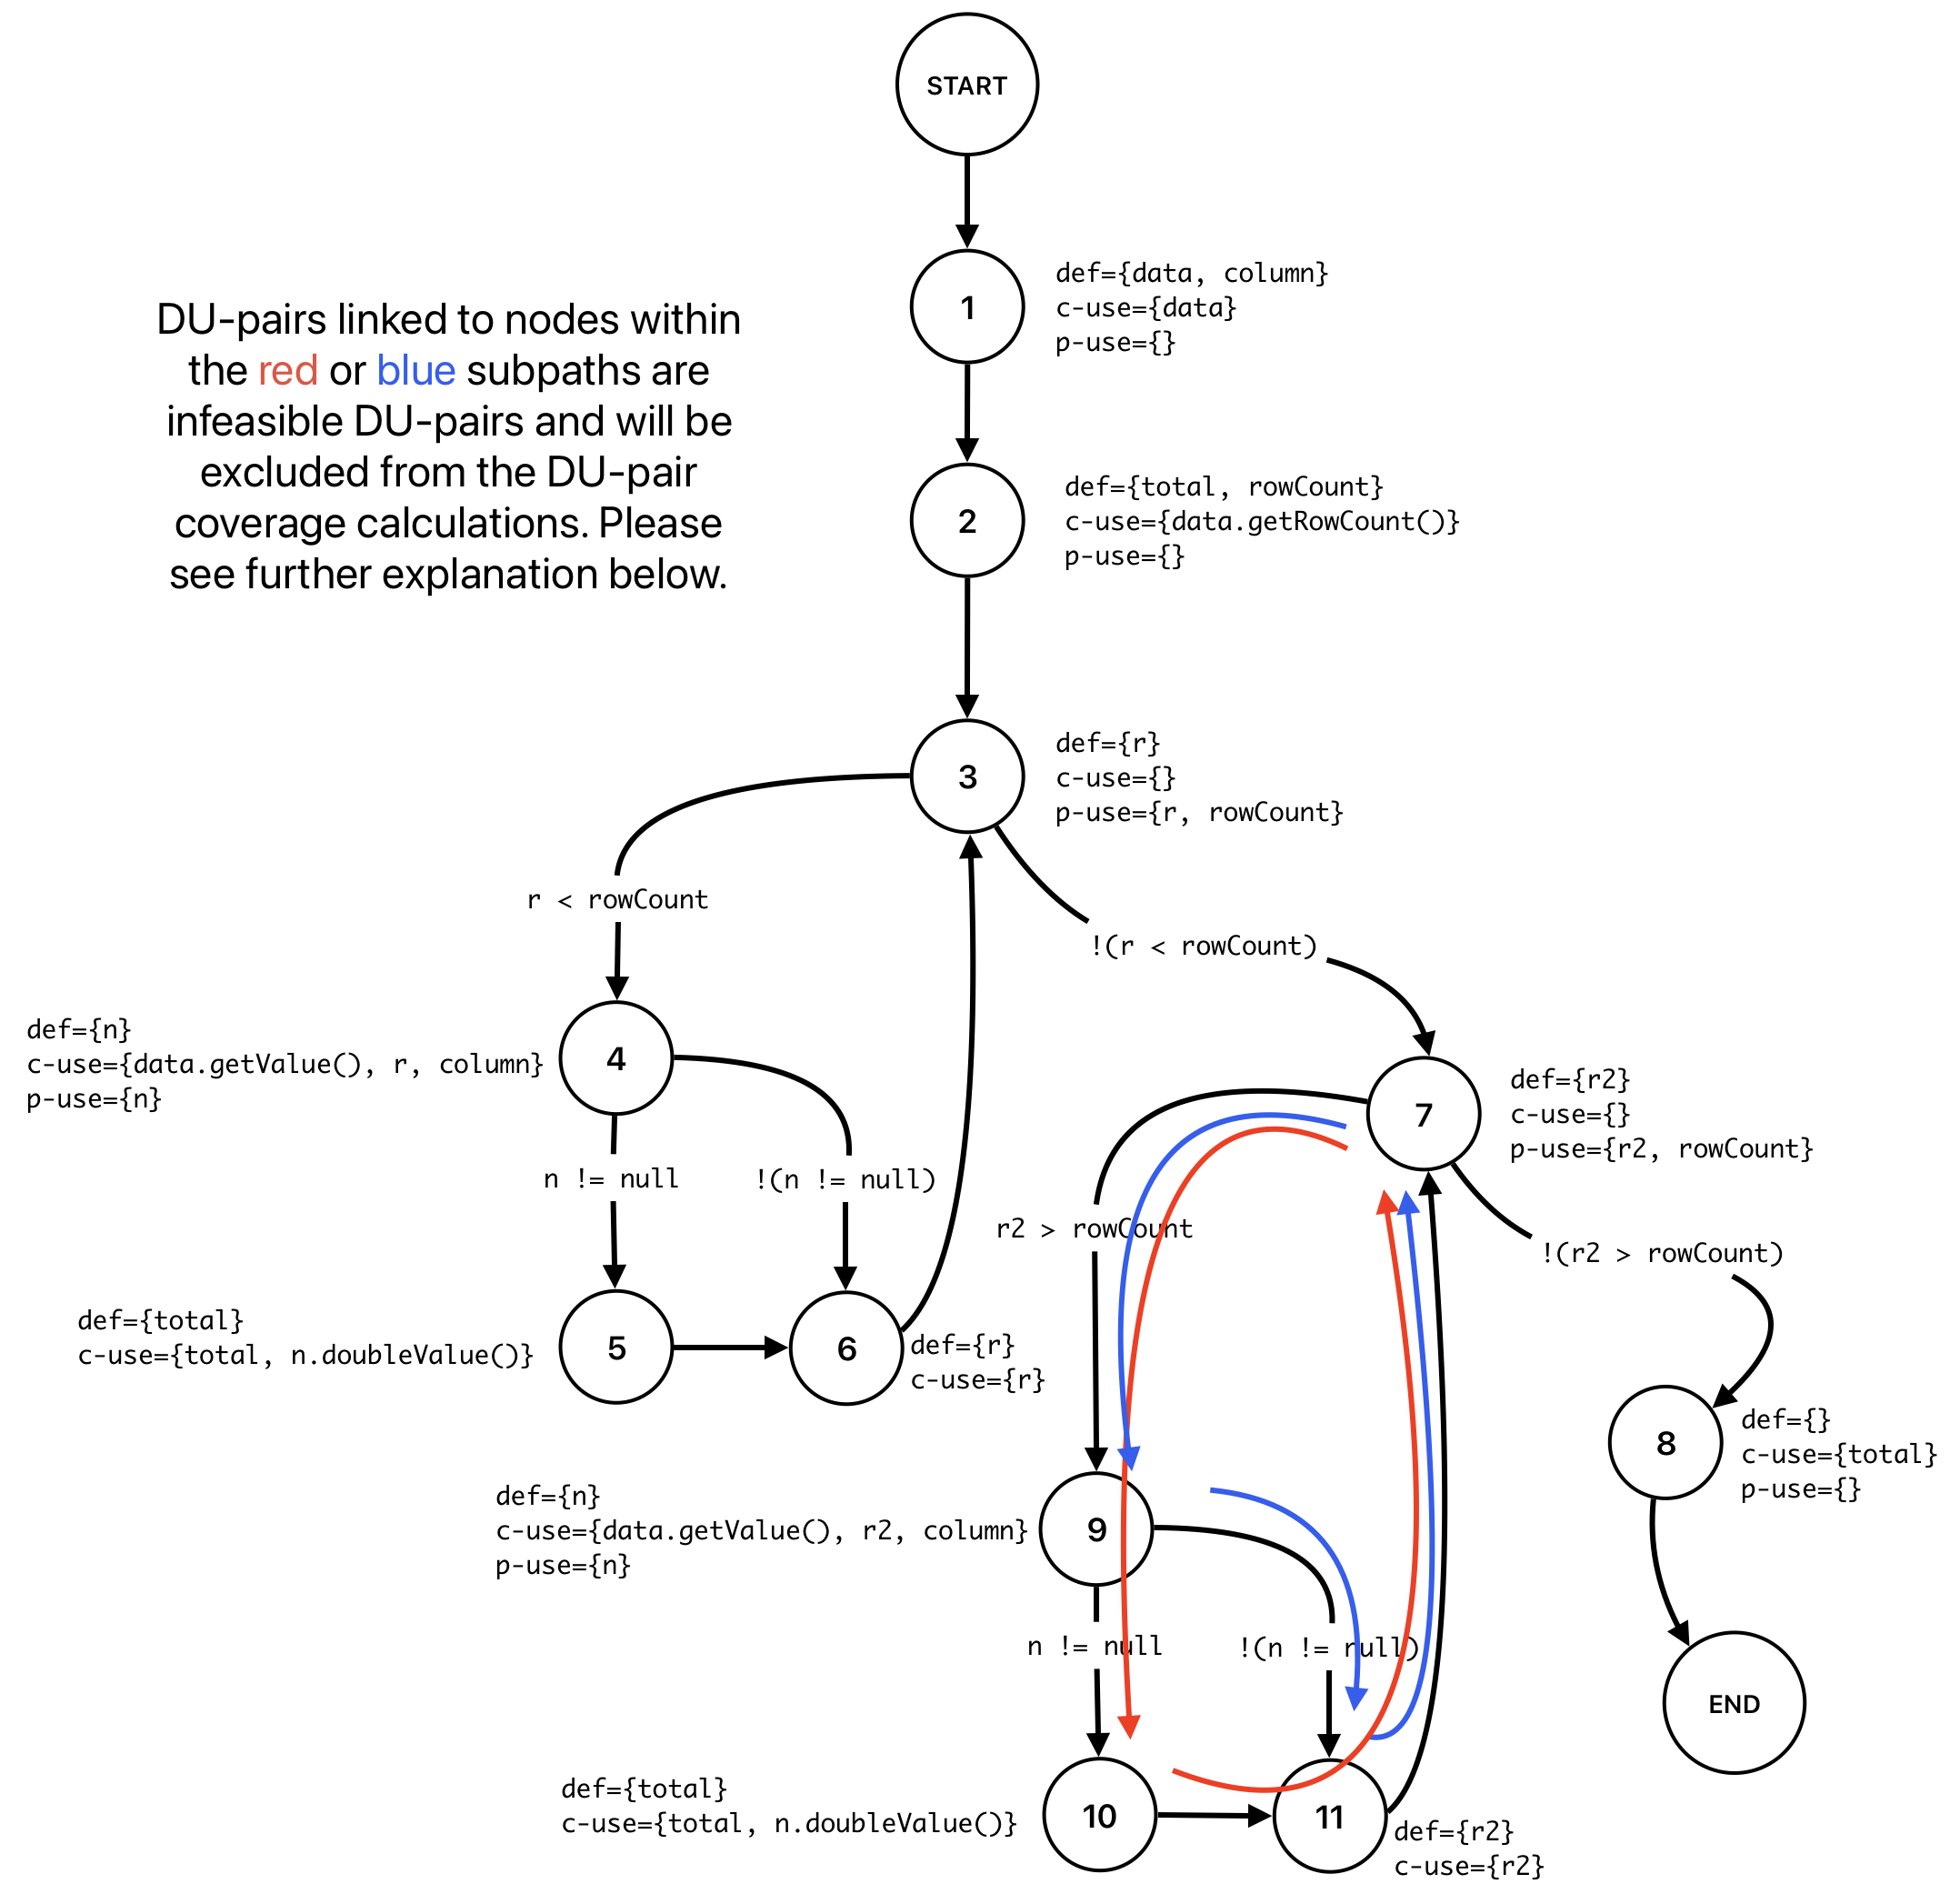 START
1
def={data, column}
c-use={data}
p-use={}
DU-pairs linked to nodes within
the red or blue subpaths are
infeasible DU-pairs and will be
excluded from the DU-pair
coverage calculations. Please
see further explanation below.
2
def={total, rowCount}
c-use={data.getRowCount()}
p-use={}
3
def={r}
c-use={}
p-use={r, rowCount}
r < rowCount
!(r < rowCount)
def={n}
c-use={data.getValue(), r, column}
p-use={n}
4
7
def={r2}
c-use={}
p-use={r2, rowCount}
n != null
!(n != null)
r2 > rowCount
!(r2 > rowCount)
def={total}
c-use={total, n.doubleValue()}
5
6
def={r}
c-use={r}
8
def={}
c-use={total}
p-use={}
def={n}
c-use={data.getValue(), r2, column}
p-use={n}
9
n != null
!(n != null)
END
def={total}
c-use={total, n.doubleValue()}
10
11
def={r2}
c-use={r2}